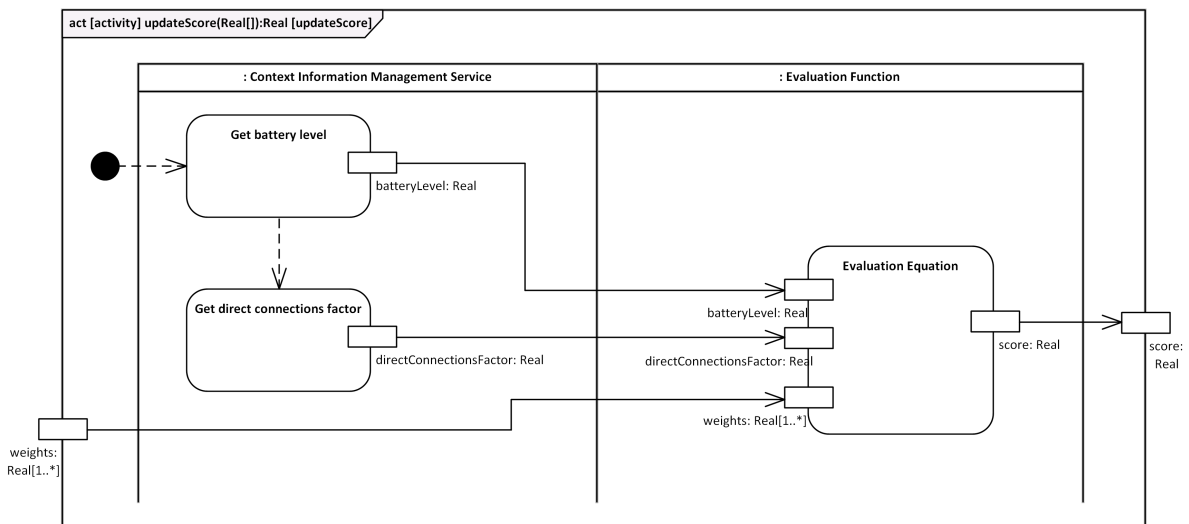 act [activity] updateScore(Real[]):Real [updateScore]
: Context Information Management Service
: Evaluation Function
Get battery level
batteryLevel: Real
Evaluation Equation
Get direct connections factor
batteryLevel: Real
directConnectionsFactor: Real
directConnectionsFactor: Real
score: Real
score:
Real
weights: Real[1..*]
weights:
Real[1..*]